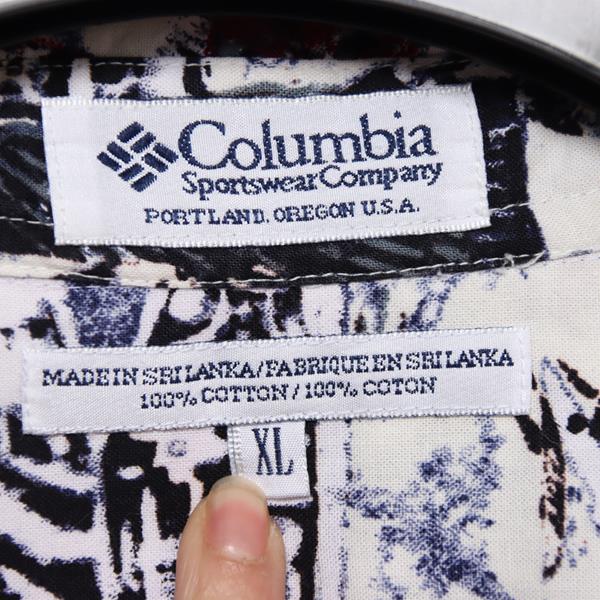 Columbia
Sportswear Company
PORTLAND, OREGON U.S.A.
MADE IN SRI LANKA / FABRIQUE EN SRI LANKA
100% COTTON / 100% COTON
XL